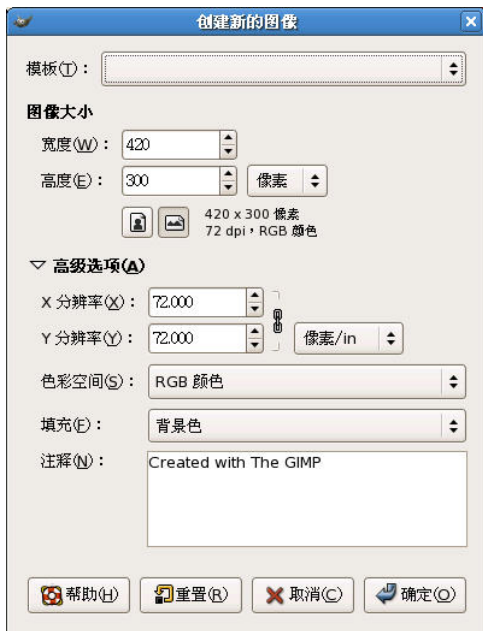 创建新的图像
模板(T)：
图像大小
宽度(W)： 420
高度(E)： 300 像素
420 x 300 像素
72 dpi，RGB 颜色
高级选项(A)
X 分辨率(X)： 72.000
Y 分辨率(Y)： 72.000 像素/in
色彩空间(S)： RGB 颜色
填充(F)： 背景色
注释(N)： Created with The GIMP
帮助(H) 重置(R) 取消(C) 确定(O)